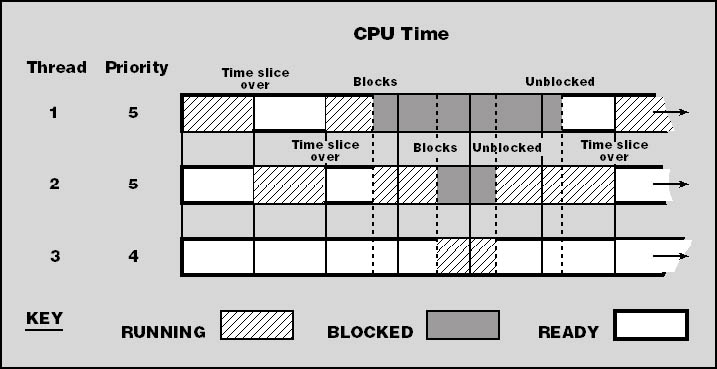 CPU Time
Thread Priority
Time slice
over
Blocks
Unblocked
1 5
Time slice
over
Blocks
Unblocked
Time slice
over
2 5
3 4
KEY
RUNNING
BLOCKED
READY